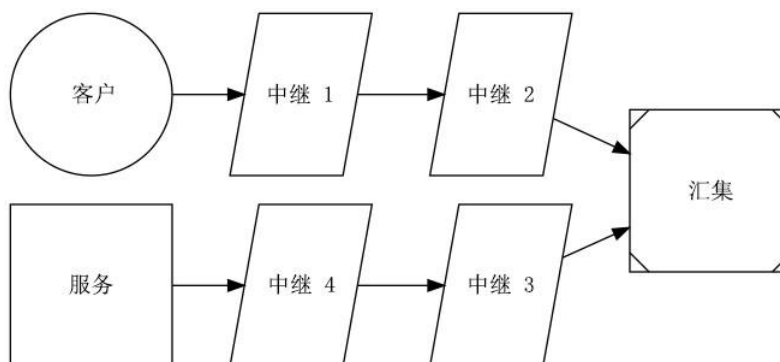 客户
中继 1
中继 2
汇集
服务
中继 4
中继 3